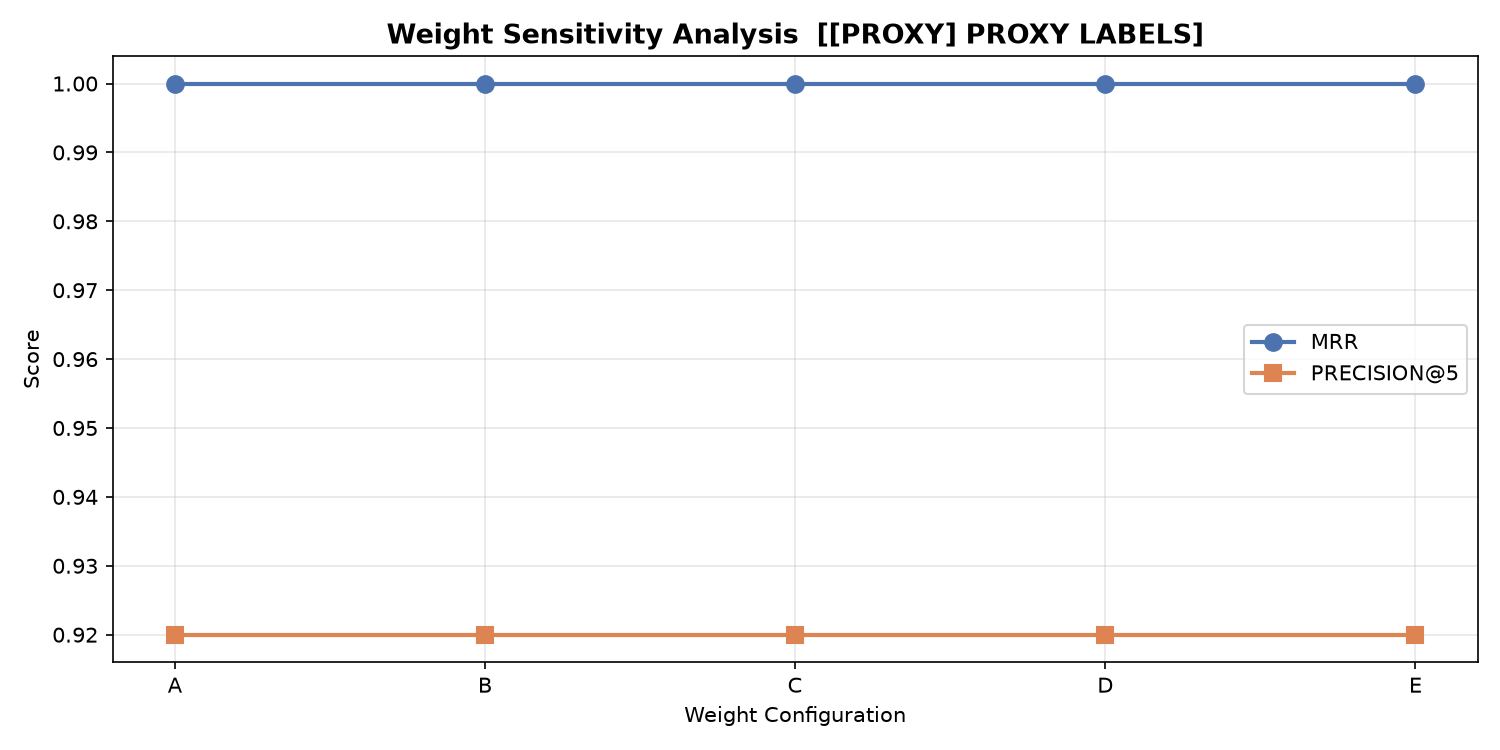 Weight Sensitivity Analysis  [[PROXY] PROXY LABELS]
1.00
0.99
0.98
0.97
0.96
0.95
0.94
0.93
0.92
Score
MRR
PRECISION@5
A B C D E
Weight Configuration